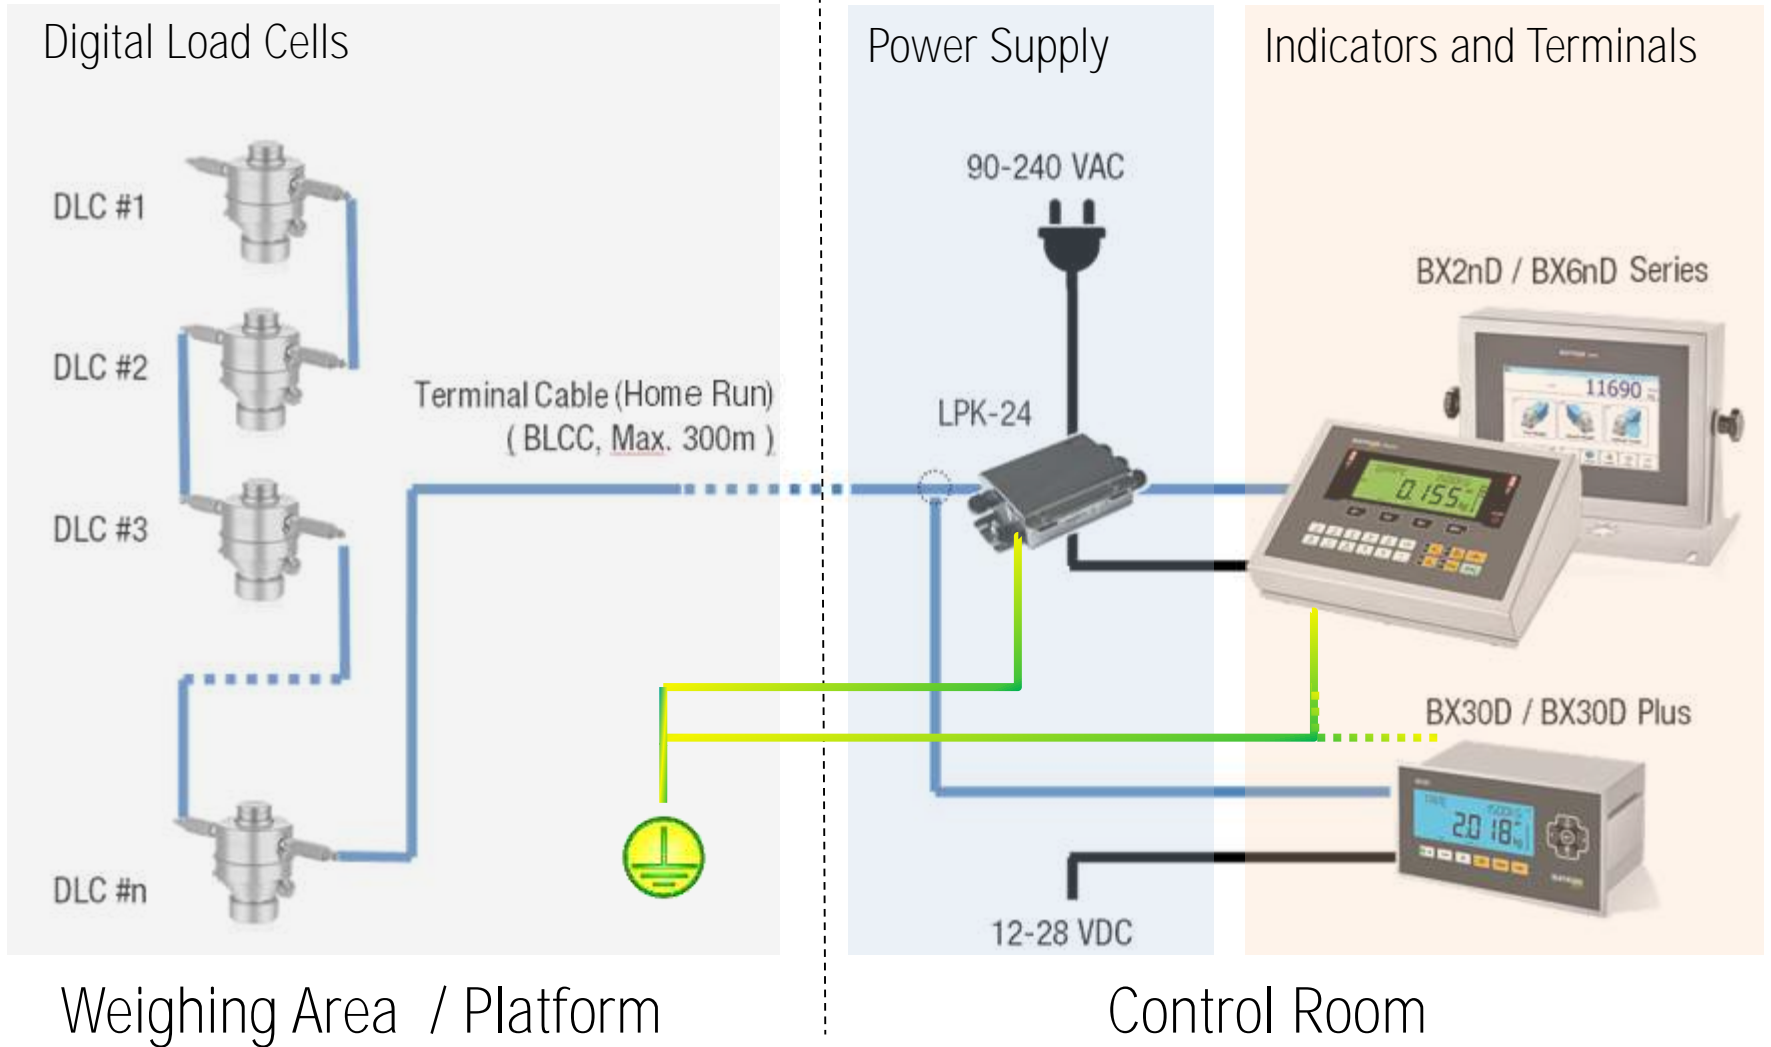 Digital Load Cells
Power Supply
Indicators and Terminals
DLC #1
DLC #2
DLC #3
DLC #n
Terminal Cable (Home Run)
( BLCC, Max. 300m )
90-240 VAC
LPK-24
12-28 VDC
BX2nD / BX6nD Series
11690
0.155
BX30D / BX30D Plus
2.018
Weighing Area / Platform
Control Room